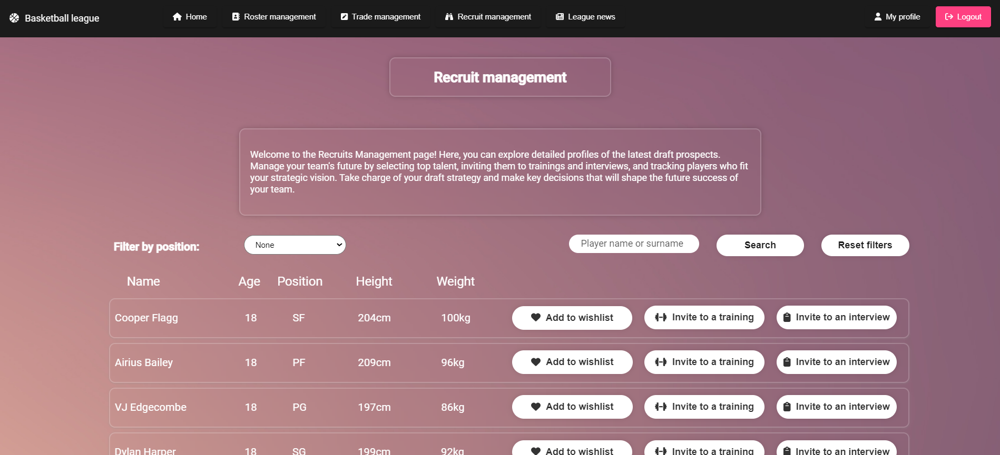 Basketball league
Home
Roster management
Trade management
Recruit management
League news
My profile
Logout
Recruit management
Welcome to the Recruits Management page! Here, you can explore detailed profiles of the latest draft prospects.
Manage your team's future by selecting top talent, inviting them to trainings and interviews, and tracking players who fit
your strategic vision. Take charge of your draft strategy and make key decisions that will shape the future success of
your team.
Filter by position:
None
Player name or surname
Search
Reset filters
Name Age Position Height Weight
Cooper Flagg 18 SF 204cm 100kg Add to wishlist Invite to a training Invite to an interview
Airius Bailey 18 PF 209cm 96kg Add to wishlist Invite to a training Invite to an interview
VJ Edgecombe 18 PG 197cm 86kg Add to wishlist Invite to a training Invite to an interview
Dylan Harper 18 SG 199cm 92kg Add to wishlist Invite to a training Invite to an interview